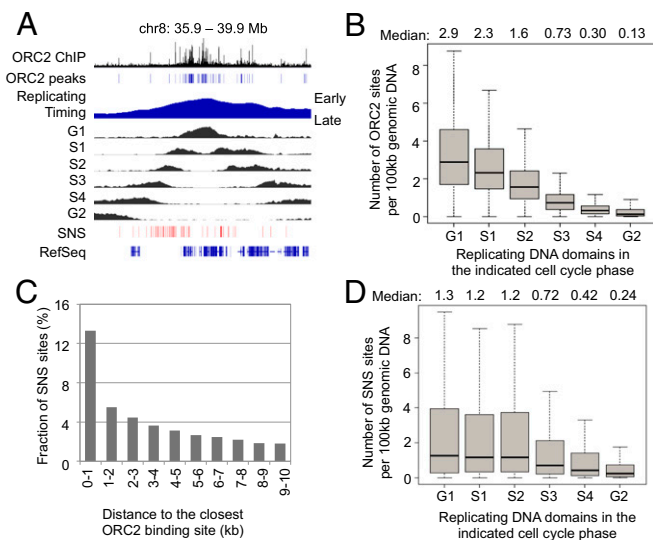 A
chr8: 35.9 – 39.9 Mb
ORC2 ChIP
ORC2 peaks
Replicating
Timing
Early
Late
G1
S1
S2
S3
S4
G2
SNS
RefSeq
B
Median: 2.9 2.3 1.6 0.73 0.30 0.13
Number of ORC2 sites
per 100kb genomic DNA
8
6
4
2
0
G1 S1 S2 S3 S4 G2
Replicating DNA domains in
the indicated cell cycle phase
C
Fraction of SNS sites (%)
16
12
8
4
0
0-1 1-2 2-3 3-4 4-5 5-6 6-7 7-8 8-9 9-10
Distance to the closest
ORC2 binding site (kb)
D
Median: 1.3 1.2 1.2 0.72 0.42 0.24
Number of SNS sites
per 100kb genomic DNA
8
6
4
2
0
G1 S1 S2 S3 S4 G2
Replicating DNA domains in the
indicated cell cycle phase